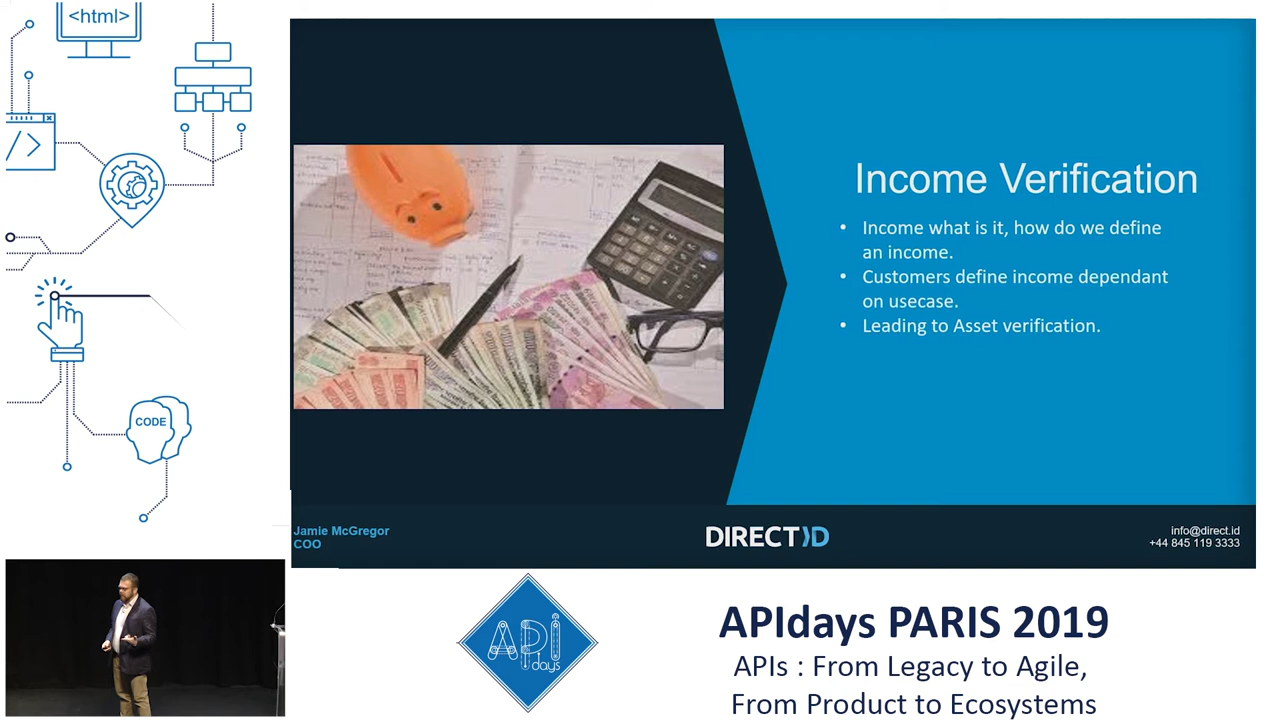 <html>
</>
CODE
Income Verification
• Income what is it, how do we define
an income.
• Customers define income dependant
on usecase.
• Leading to Asset verification.
Jamie McGregor
COO
DIRECT ID
info@direct.id
+44 845 119 3333
API
days
APIdays PARIS 2019
APIs : From Legacy to Agile,
From Product to Ecosystems